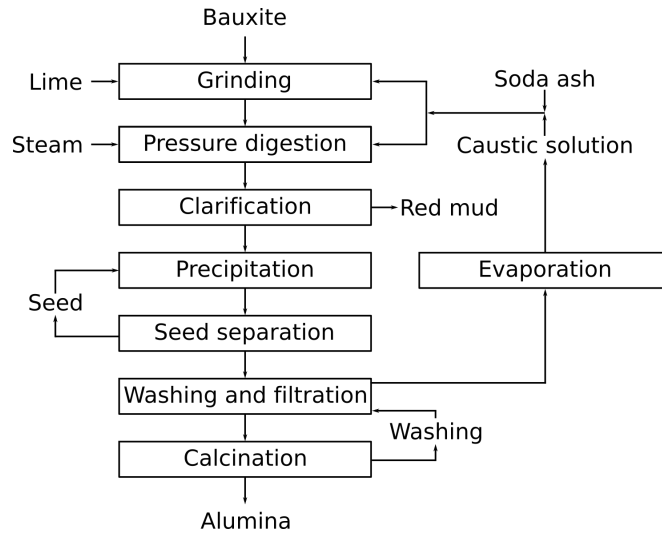 Bauxite
Lime
Grinding
Soda ash
Steam
Pressure digestion
Caustic solution
Clarification
Red mud
Precipitation
Evaporation
Seed
Seed separation
Washing and filtration
Washing
Calcination
Alumina